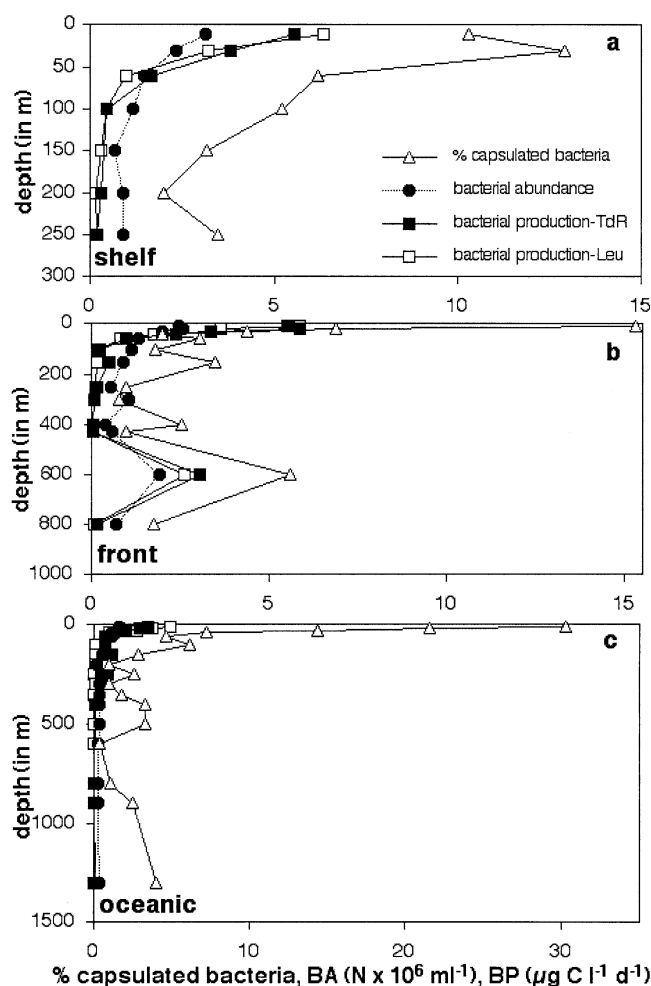 0
50
100
150
200
250
300
depth (in m)
a
% capsulated bacteria
bacterial abundance
bacterial production-TdR
bacterial production-Leu
shelf
0 5 10 15
0
200
400
600
800
1000
depth (in m)
b
front
0 5 10 15
0
500
1000
1500
depth (in m)
c
oceanic
0 10 20 30
% capsulated bacteria, BA (N x 10⁶ ml⁻¹), BP (µg C l⁻¹ d⁻¹)